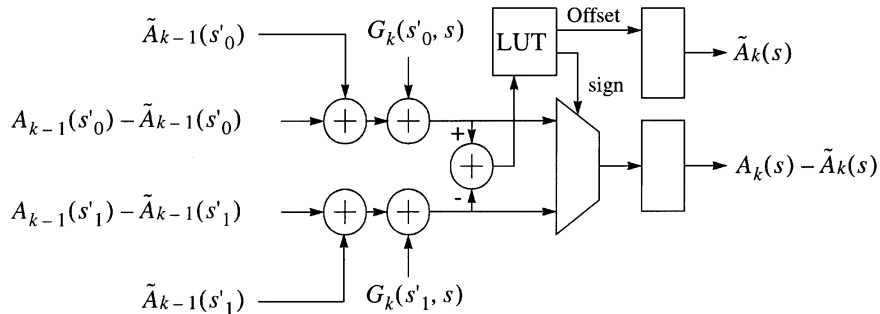 Ã_{k−1}(s'_0)
G_k(s'_0, s)
LUT
Offset
Ã_k(s)
sign
A_{k−1}(s'_0) − Ã_{k−1}(s'_0)
+
+
+
+
-
A_k(s) − Ã_k(s)
A_{k−1}(s'_1) − Ã_{k−1}(s'_1)
+
+
Ã_{k−1}(s'_1)
G_k(s'_1, s)